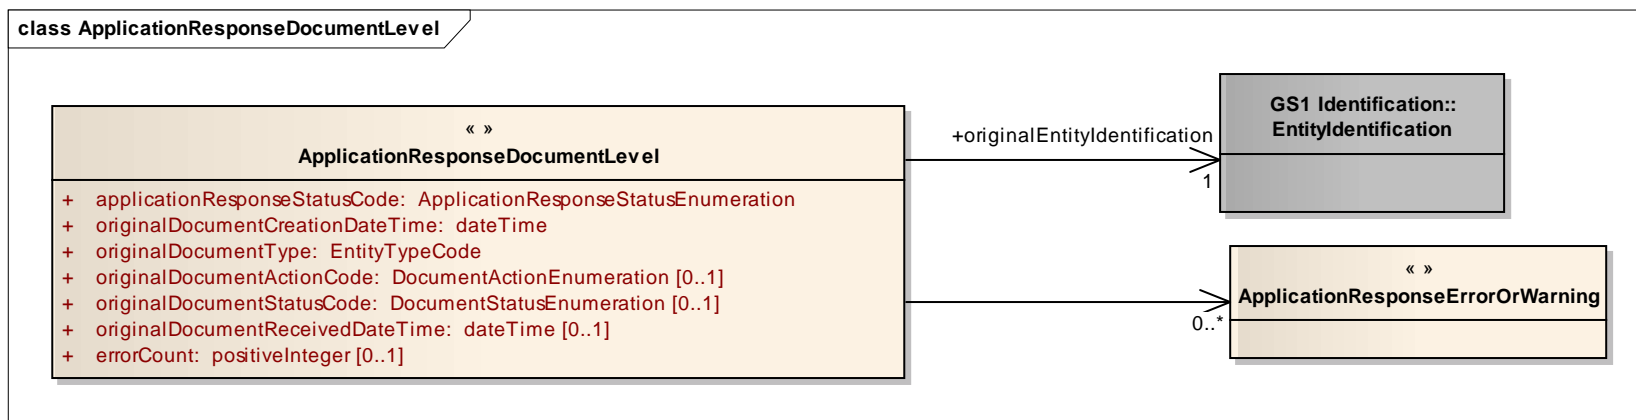 class ApplicationResponseDocumentLevel
« »
ApplicationResponseDocumentLevel
+ applicationResponseStatusCode: ApplicationResponseStatusEnumeration
+ originalDocumentCreationDateTime: dateTime
+ originalDocumentType: EntityTypeCode
+ originalDocumentActionCode: DocumentActionEnumeration [0..1]
+ originalDocumentStatusCode: DocumentStatusEnumeration [0..1]
+ originalDocumentReceivedDateTime: dateTime [0..1]
+ errorCount: positiveInteger [0..1]
+originalEntityIdentification
1
GS1 Identification::
EntityIdentification
0..*
« »
ApplicationResponseErrorOrWarning